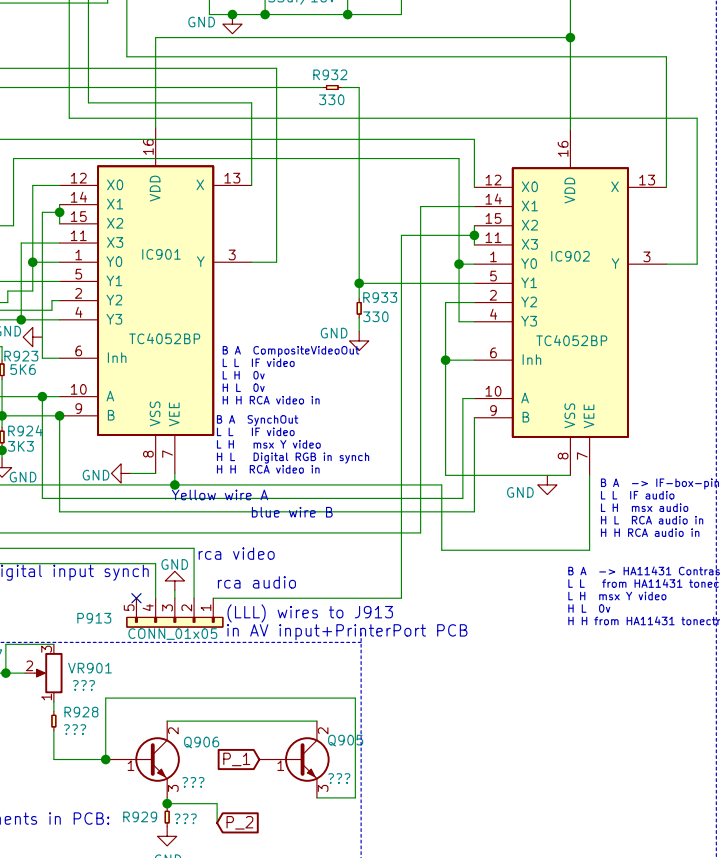 GND
R932
330
16
VDD
12 X0
14 X1
15 X2
11 X3
1 Y0
5 Y1
2 Y2
4 Y3
6 Inh
10 A
9 B
X 13
Y 3
IC901
TC4052BP
VSS
VEE
8
7
GND
GND
R923
5K6
R924
3K3
GND
16
VDD
12 X0
14 X1
15 X2
11 X3
1 Y0
5 Y1
2 Y2
4 Y3
6 Inh
10 A
9 B
X 13
Y 3
IC902
TC4052BP
VSS
VEE
8
7
GND
R933
330
GND
B A CompositeVideoOut
L L IF video
L H 0v
H L 0v
H H RCA video in
B A SynchOut
L L IF video
L H msx Y video
H L Digital RGB in synch
H H RCA video in
Yellow wire A
blue wire B
B A -> IF-box-pin
L L IF audio
L H msx audio
H L RCA audio in
H H RCA audio in
B A -> HA11431 Contras
L L from HA11431 tonec
L H msx Y video
H L 0v
H H from HA11431 tonectr
rca video
igital input synch
GND
rca audio
P913
5 4 3 2 1
CONN_01x05
(LLL) wires to J913
in AV input+PrinterPort PCB
3
2
1
VR901
???
R928
???
1
2
3
Q906
???
P_1
1
2
3
Q905
???
ents in PCB:
R929
???
P_2
GND